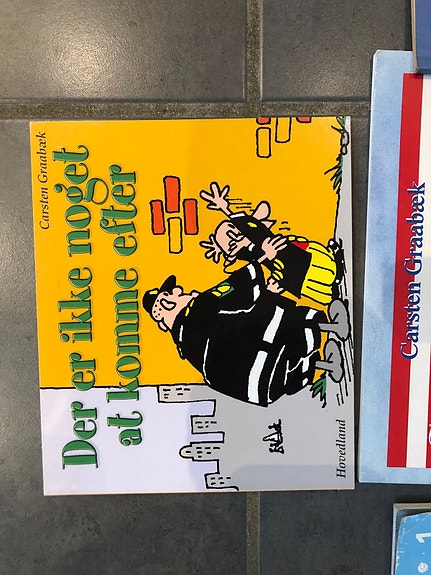 Carsten Graabæk
Der er ikke noget
at komme efter
Hovedland
Carsten Graabæk